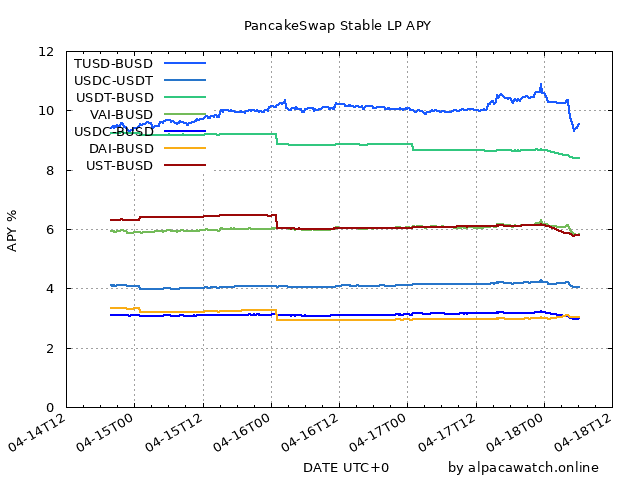 PancakeSwap Stable LP APY
12
10
8
6
4
2
0
APY %
TUSD-BUSD
USDC-USDT
USDT-BUSD
VAI-BUSD
USDC-BUSD
DAI-BUSD
UST-BUSD
04-14T12
04-15T00
04-15T12
04-16T00
04-16T12
04-17T00
04-17T12
04-18T00
04-18T12
DATE UTC+0
by alpacawatch.online